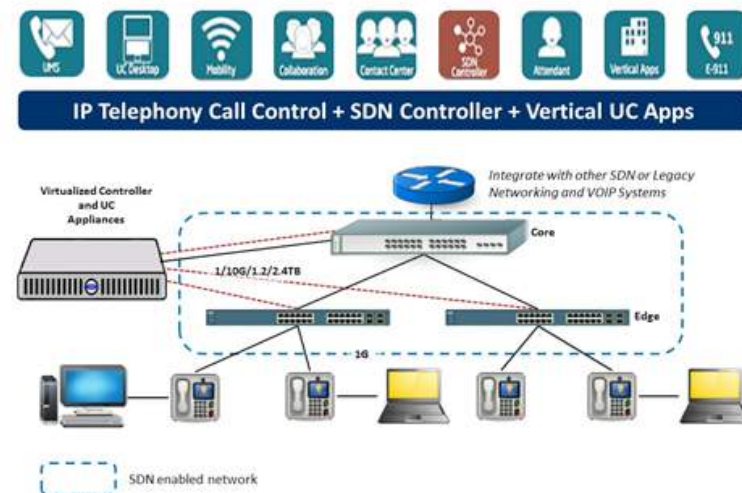 UMS
UC Desktop
Mobility
Collaboration
Contact Center
SDN
Controller
Attendant
Vertical Apps
911
E-911
IP Telephony Call Control + SDN Controller + Vertical UC Apps
Virtualized Controller
and UC
Appliances
Integrate with other SDN or Legacy
Networking and VOIP Systems
Core
1/10G/1.2/2.4TB
Edge
1G
SDN enabled network